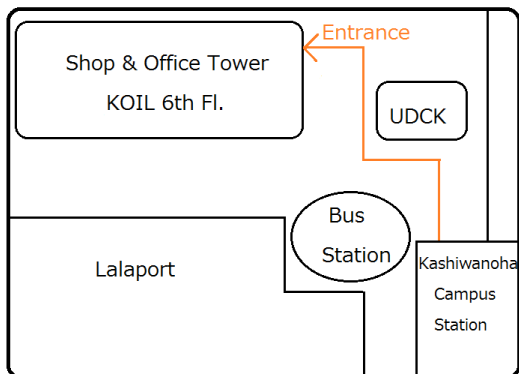 Entrance
Shop & Office Tower
KOIL 6th Fl.
UDCK
Bus
Station
Lalaport
Kashiwanoha
Campus
Station